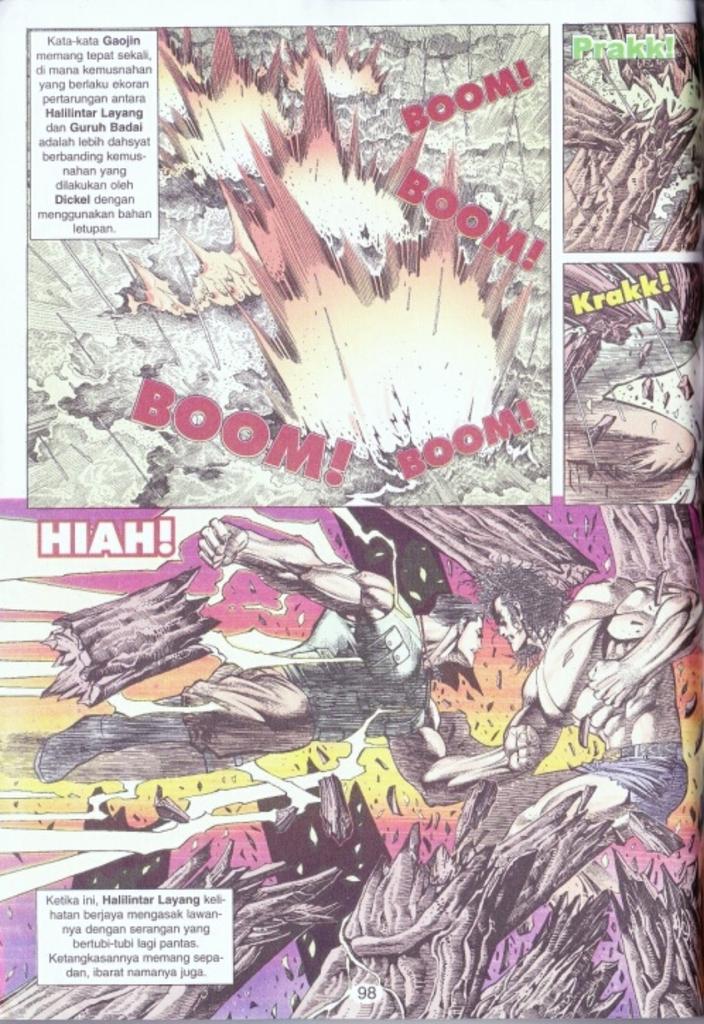 Kata-kata Gaojin
memang tepat sekali,
di mana kemusnahan
yang berlaku ekoran
pertarungan antara
Halilintar Layang
dan Guruh Badai
adalah lebih dahsyat
berbanding kemus-
nahan yang
dilakukan oleh
Dickel dengan
menggunakan bahan
letupan.
BOOM!
BOOM!
BOOM!
BOOM!
Prakk!
Krakk!
HIAH!
Ketika ini, Halilintar Layang keli-
hatan berjaya mengasak lawan-
nya dengan serangan yang
bertubi-tubi lagi pantas.
Ketangkasannya memang sepa-
dan, ibarat namanya juga.
98